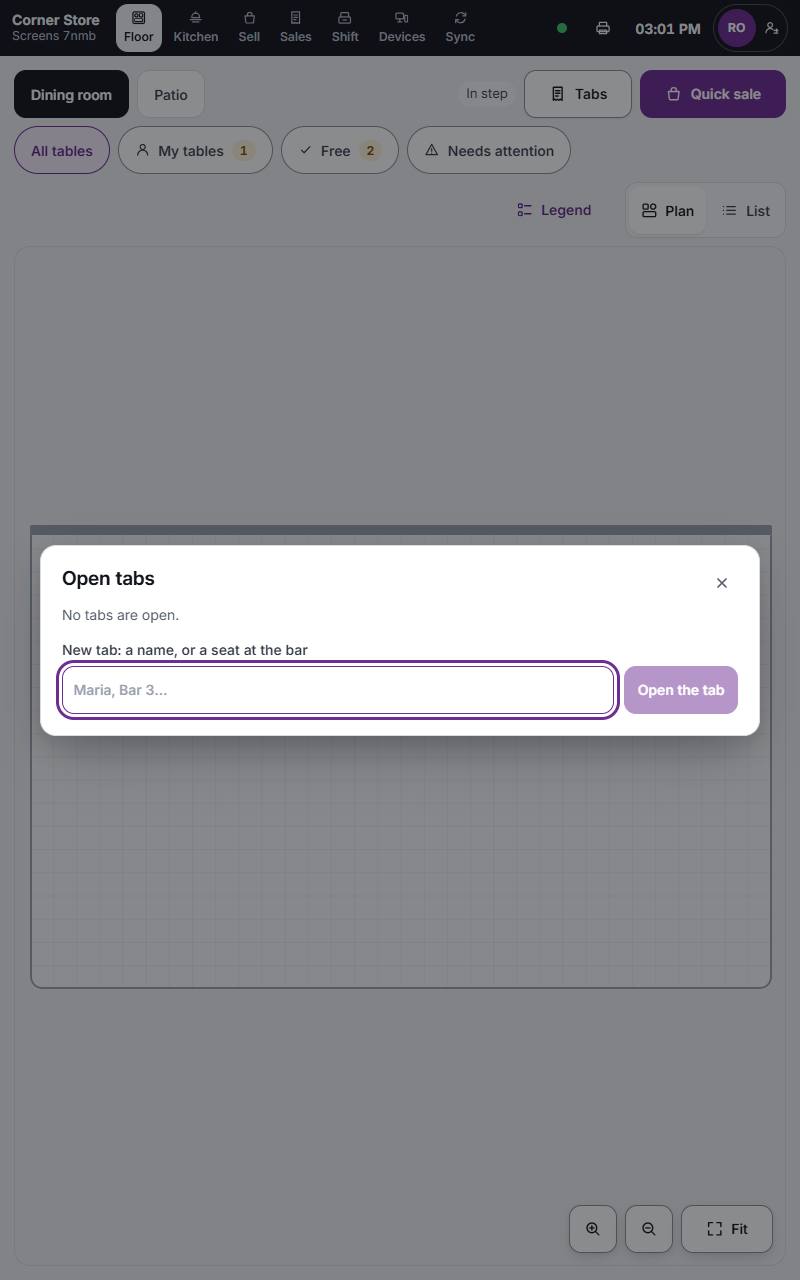 Corner Store
Screens 7nmb
Floor
Kitchen
Sell
Sales
Shift
Devices
Sync
03:01 PM
RO
Dining room
Patio
In step
Tabs
Quick sale
All tables
My tables 1
Free 2
Needs attention
Legend
Plan
List
Open tabs
No tabs are open.
New tab: a name, or a seat at the bar
Maria, Bar 3...
Open the tab
Fit